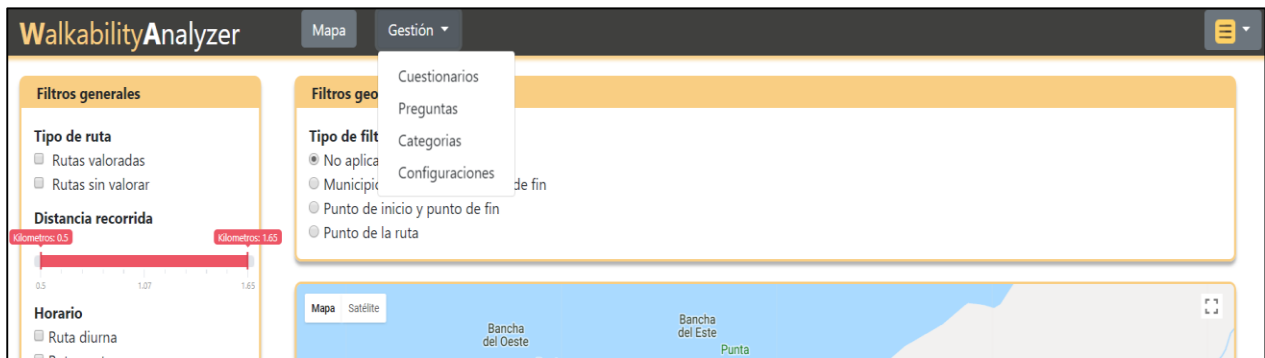 WalkabilityAnalyzer
Mapa
Gestión
Cuestionarios
Preguntas
Categorias
Configuraciones
Filtros generales
Tipo de ruta
Rutas valoradas
Rutas sin valorar
Distancia recorrida
Kilometros: 0.5
Kilometros: 1.65
0.5
1.07
1.65
Horario
Ruta diurna
Filtros
Tipo de
No aplica
de fin
Punto de inicio y punto de fin
Punto de la ruta
Mapa
Satélite
Bancha
del Oeste
Bancha
del Este
Punta